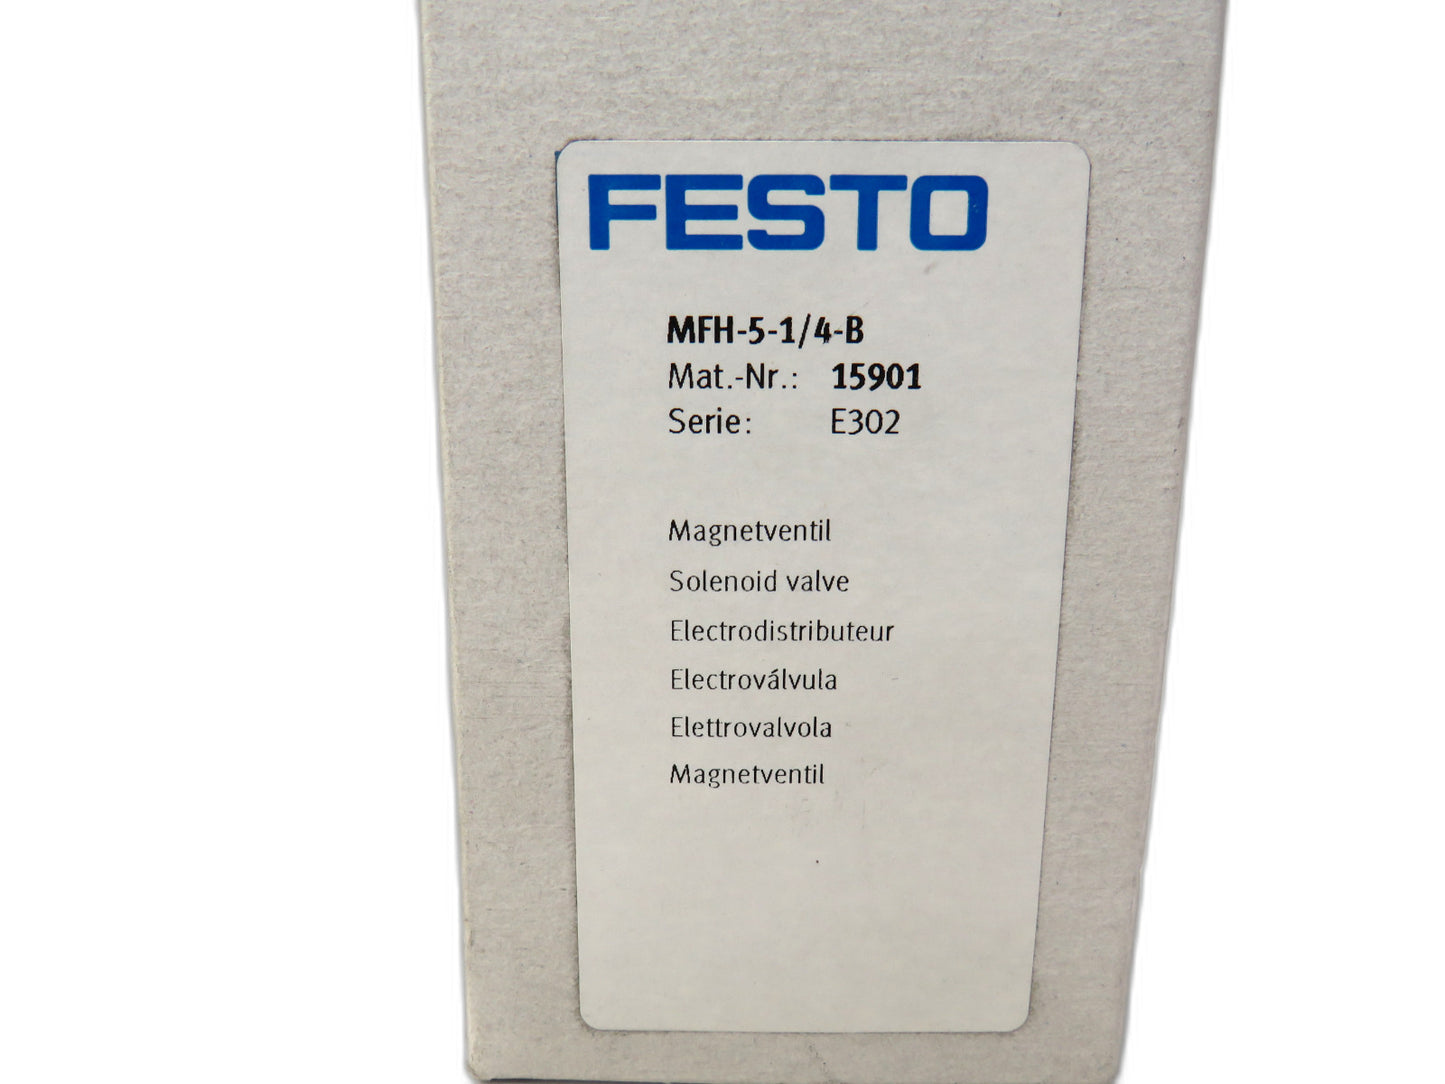 FESTO
MFH-5-1/4-B
Mat.-Nr.: 15901
Serie: E302
Magnetventil
Solenoid valve
Electrodistributeur
Electroválvula
Elettrovalvola
Magnetventil